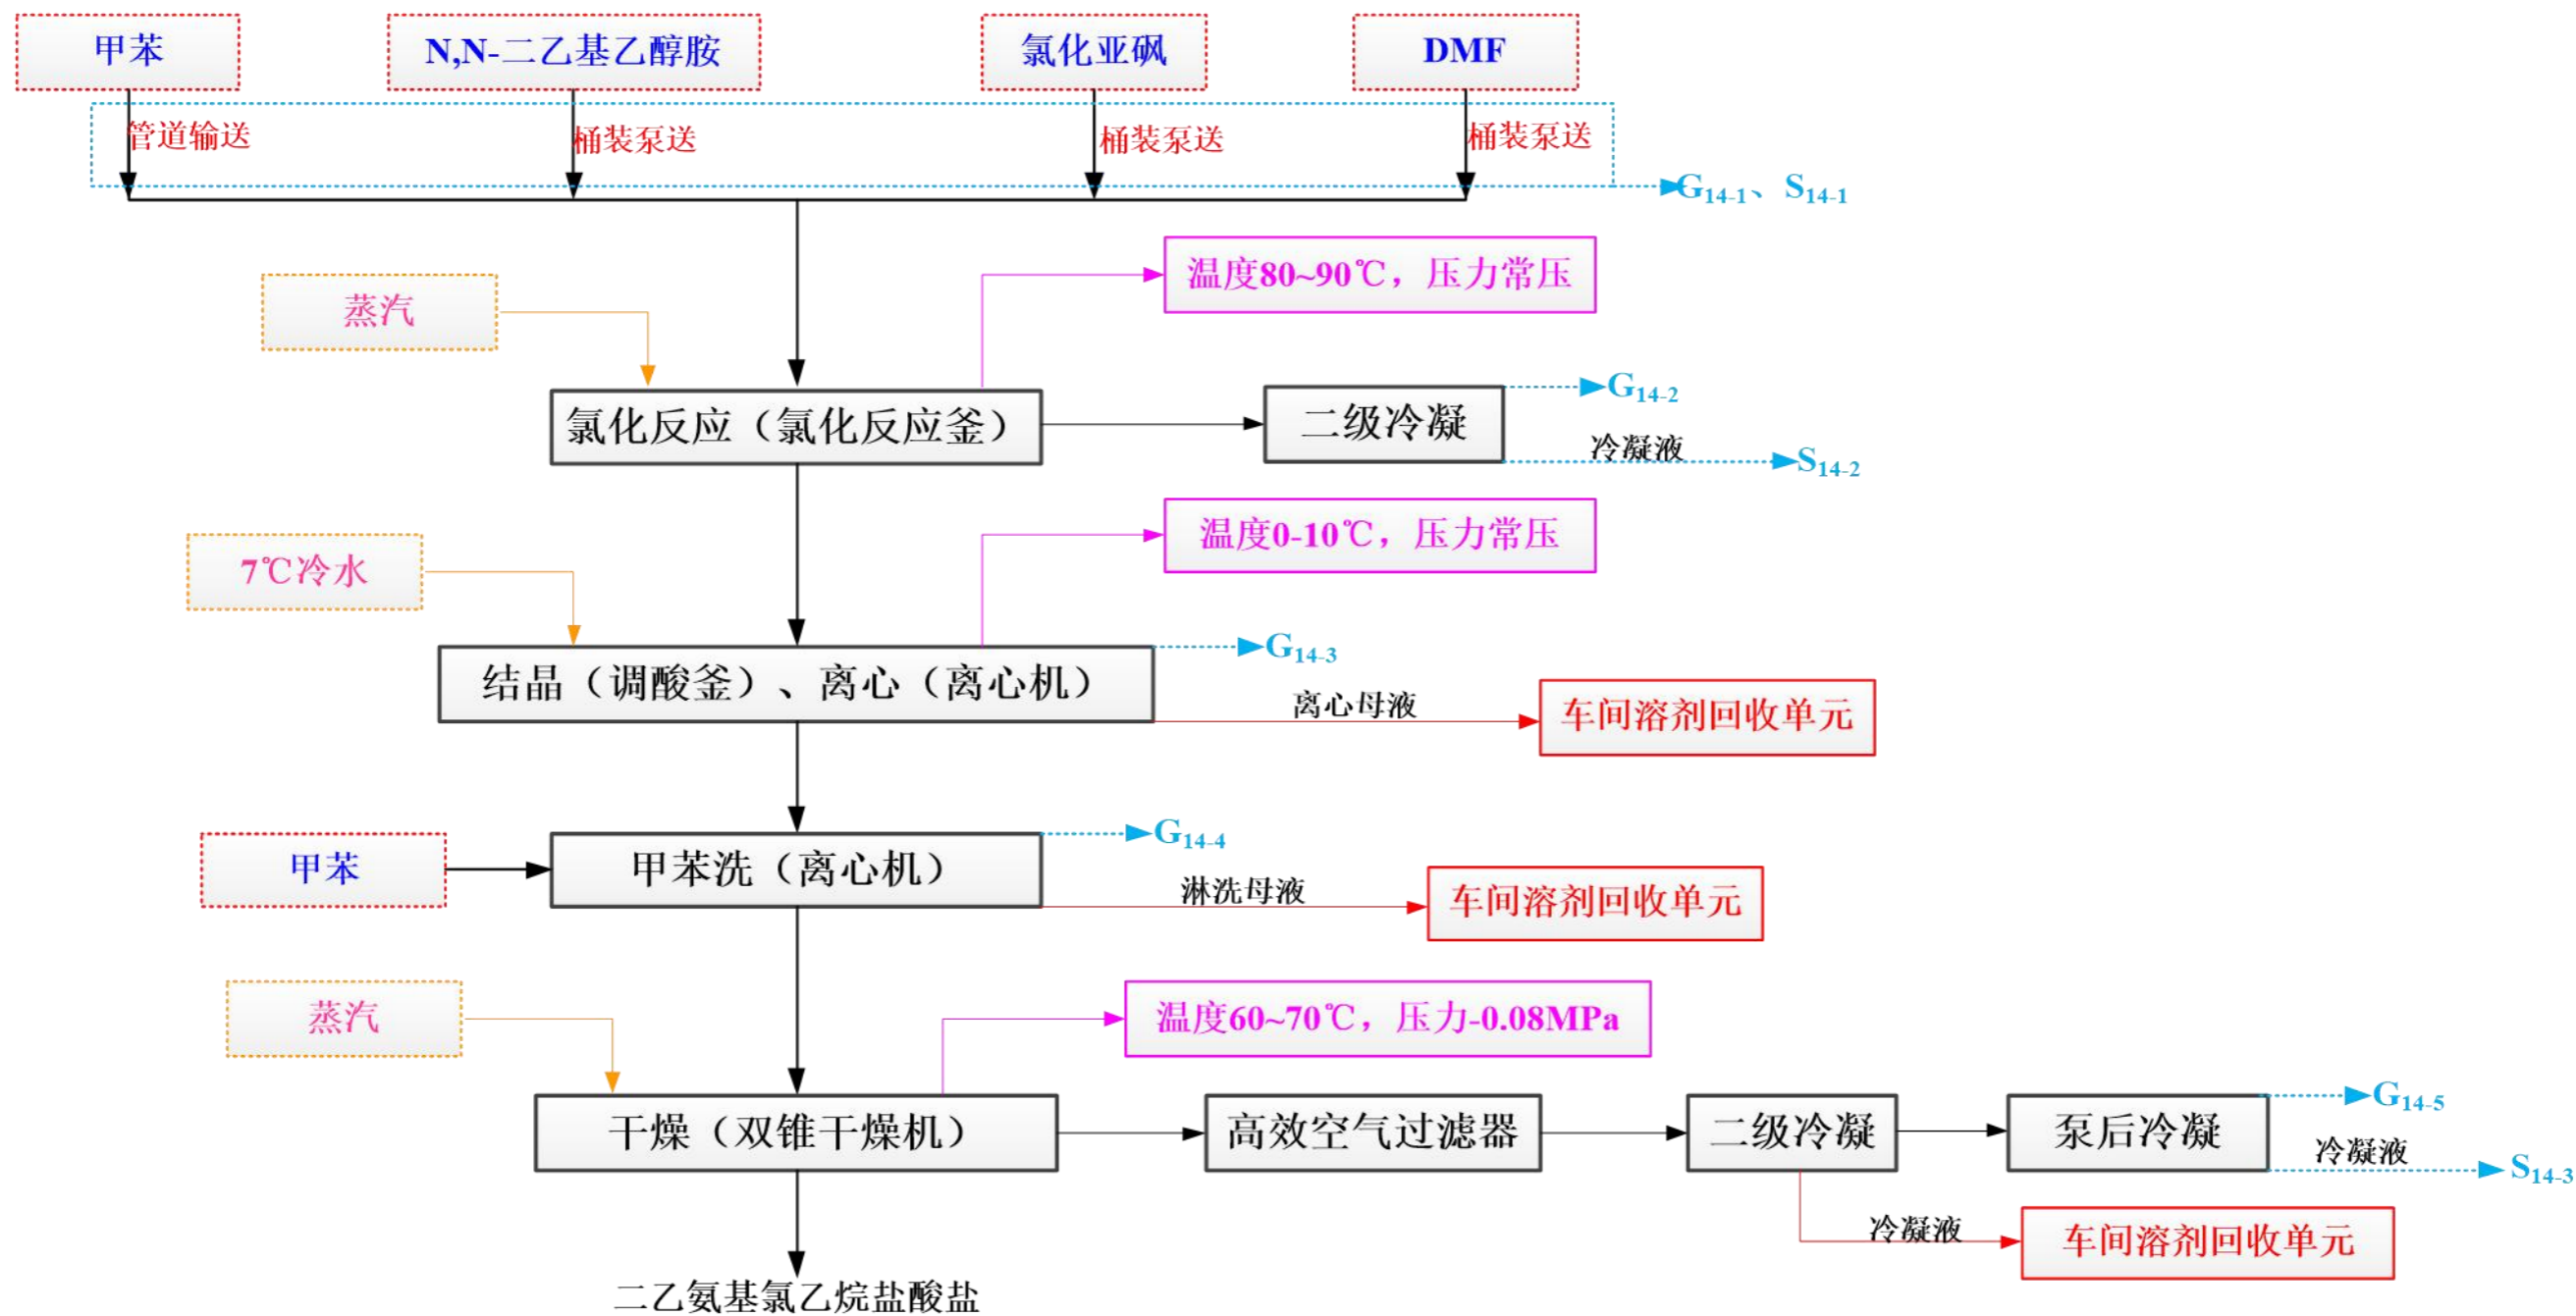 甲苯
N,N-二乙基乙醇胺
氯化亚砜
DMF
管道输送
桶装泵送
桶装泵送
桶装泵送
G14-1、S14-1
温度80~90℃，压力常压
蒸汽
氯化反应（氯化反应釜）
二级冷凝
G14-2
冷凝液
S14-2
温度0-10℃，压力常压
7℃冷水
结晶（调酸釜）、离心（离心机）
G14-3
离心母液
车间溶剂回收单元
甲苯
甲苯洗（离心机）
G14-4
淋洗母液
车间溶剂回收单元
蒸汽
温度60~70℃，压力-0.08MPa
干燥（双锥干燥机）
高效空气过滤器
二级冷凝
泵后冷凝
G14-5
冷凝液
S14-3
冷凝液
车间溶剂回收单元
二乙氨基氯乙烷盐酸盐